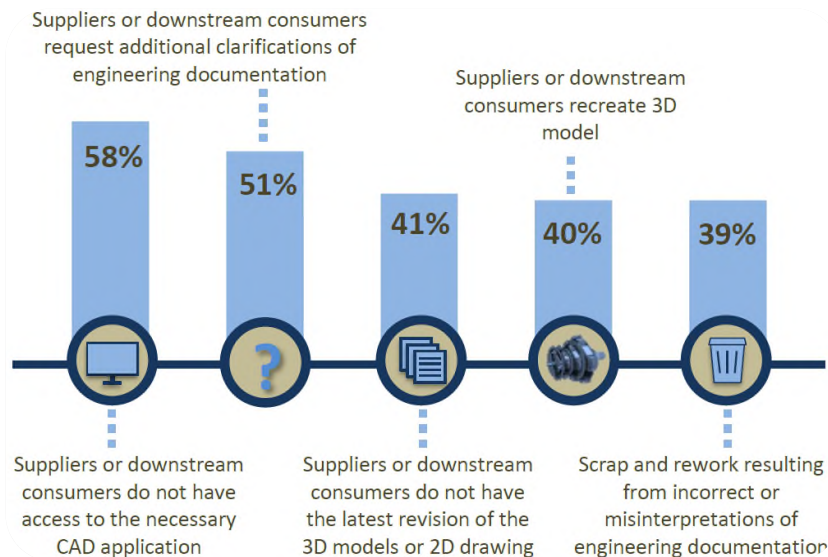 Suppliers or downstream consumers
request additional clarifications of
engineering documentation
Suppliers or downstream
consumers recreate 3D
model
58%
51%
41%
40%
39%
?
Suppliers or downstream
consumers do not have
access to the necessary
CAD application
Suppliers or downstream
consumers do not have
the latest revision of the
3D models or 2D drawing
Scrap and rework resulting
from incorrect or
misinterpretations of
engineering documentation